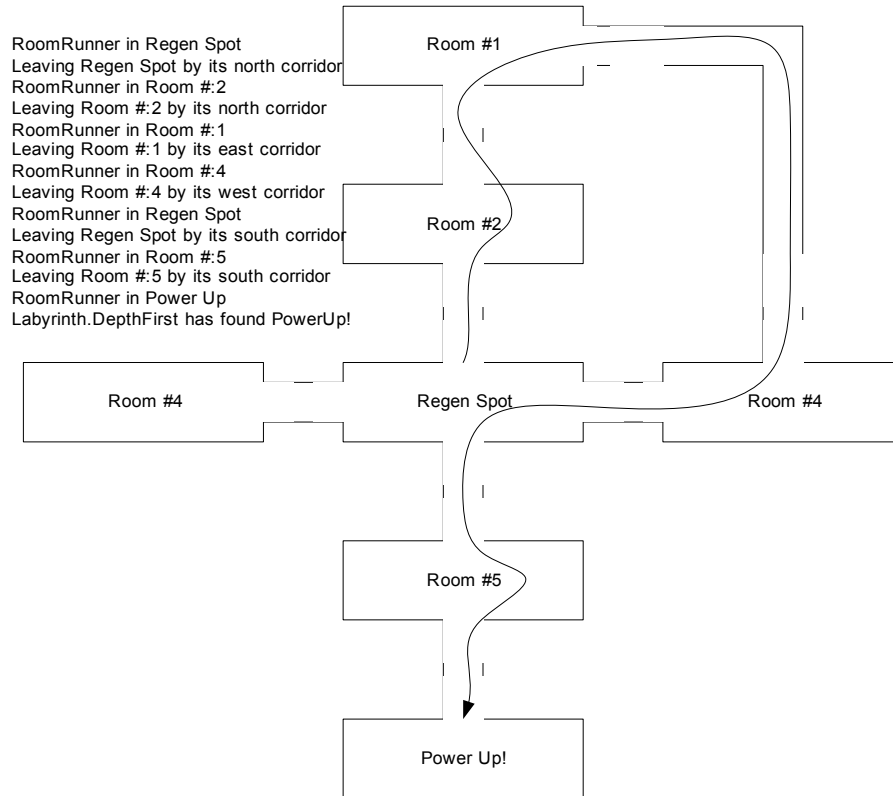 RoomRunner in Regen Spot
Leaving Regen Spot by its north corridor
RoomRunner in Room #:2
Leaving Room #:2 by its north corridor
RoomRunner in Room #:1
Leaving Room #:1 by its east corridor
RoomRunner in Room #:4
Leaving Room #:4 by its west corridor
RoomRunner in Regen Spot
Leaving Regen Spot by its south corridor
RoomRunner in Room #:5
Leaving Room #:5 by its south corridor
RoomRunner in Power Up
Labyrinth.DepthFirst has found PowerUp!
Room #1
Room #2
Room #4
Regen Spot
Room #4
Room #5
Power Up!